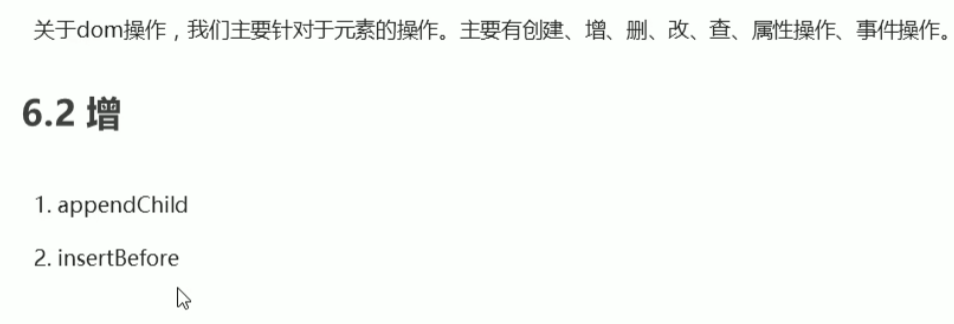 关于dom操作，我们主要针对于元素的操作。主要有创建、增、删、改、查、属性操作、事件操作。
6.2 增
1. appendChild
2. insertBefore